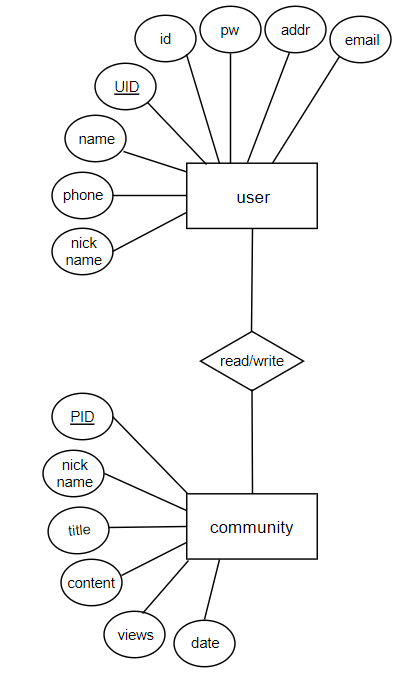 id
pw
addr
email
UID
name
phone
nick
name
user
read/write
PID
nick
name
title
content
views
date
community